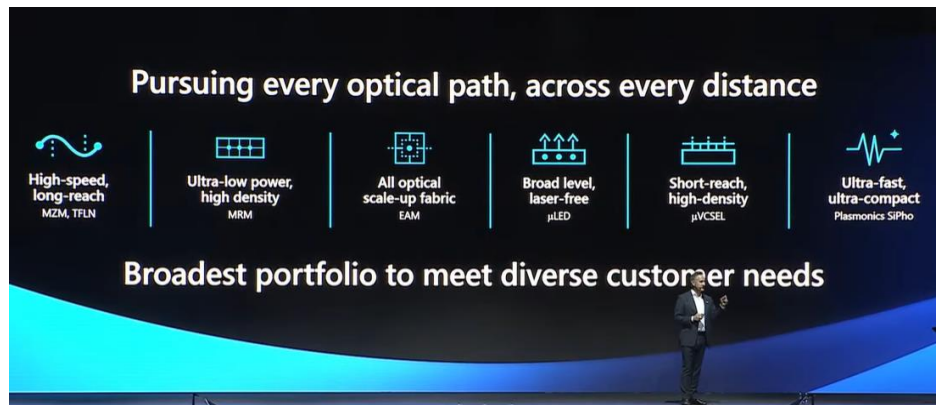 Pursuing every optical path, across every distance
High-speed,
long-reach
MZM, TFLN
Ultra-low power,
high density
MRM
All optical
scale-up fabric
EAM
Broad level,
laser-free
µLED
Short-reach,
high-density
µVCSEL
Ultra-fast,
ultra-compact
Plasmonics SiPho
Broadest portfolio to meet diverse customer needs